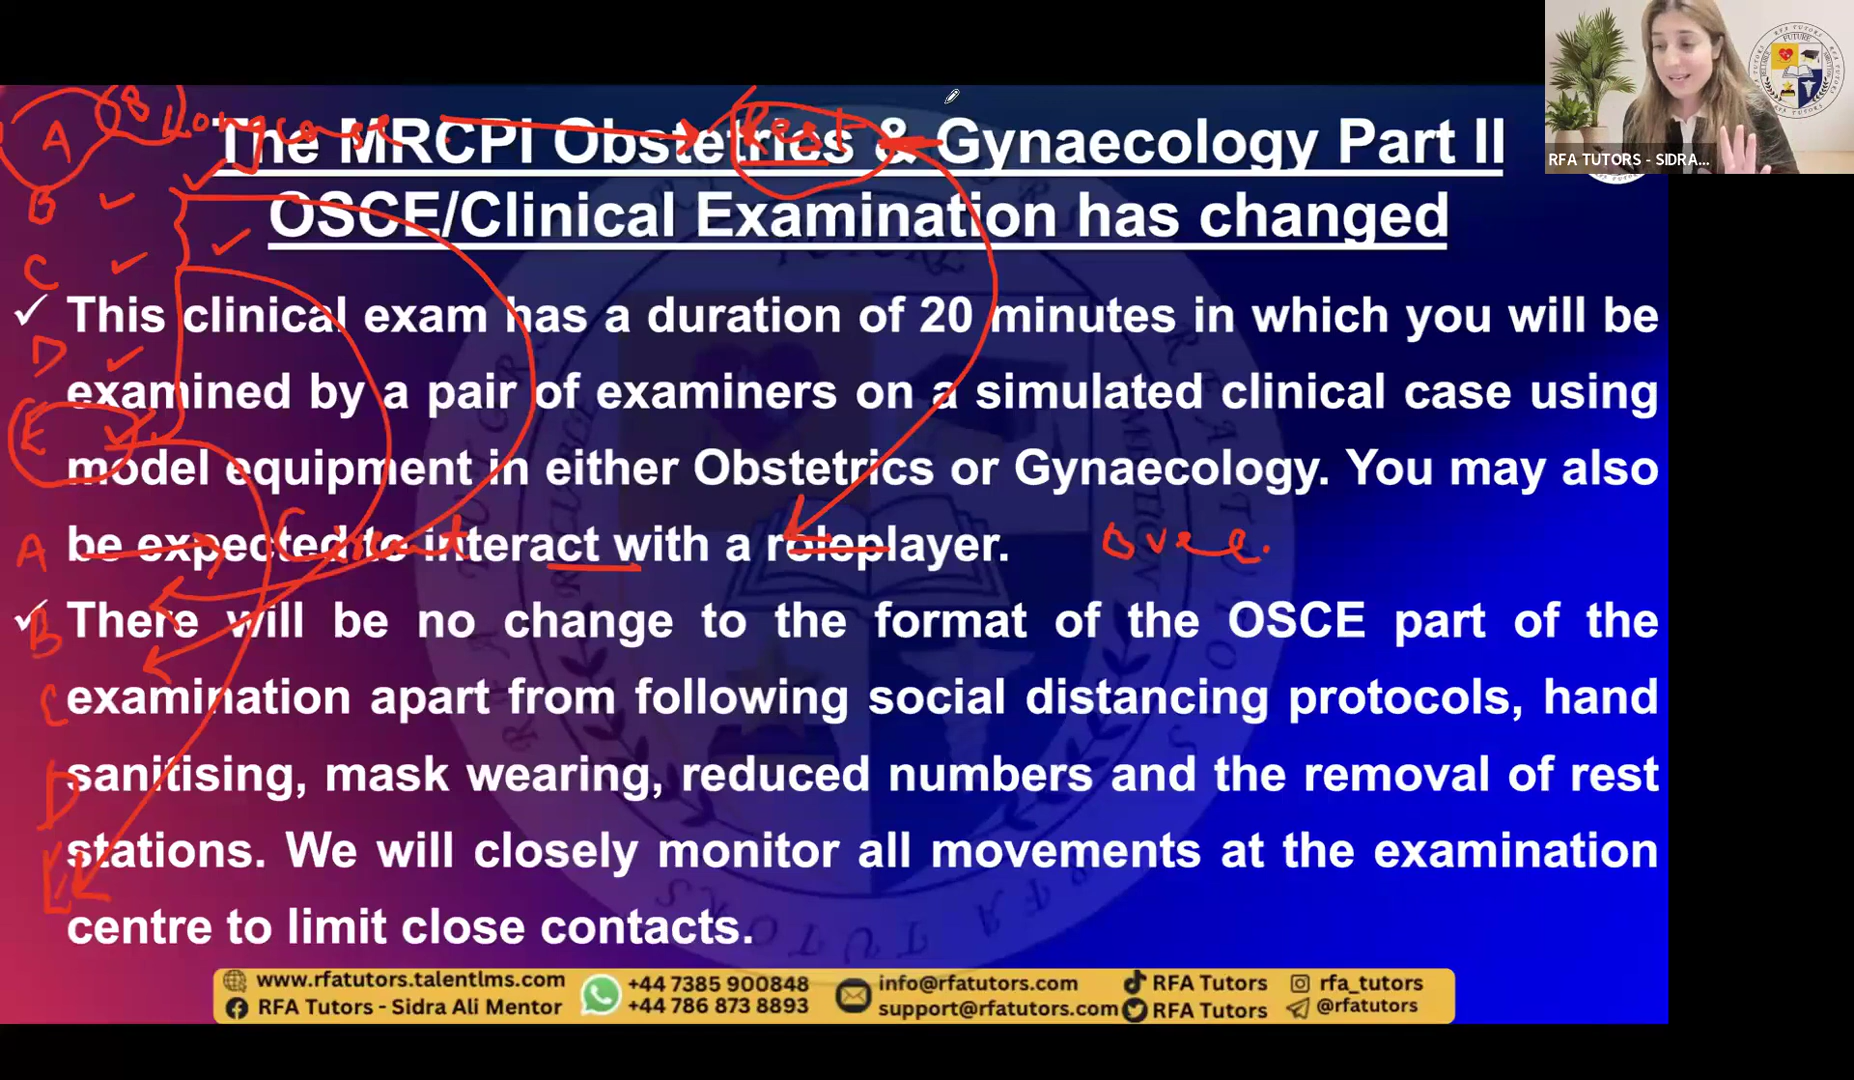 RFA TUTORS - SIDRA...
The MRCPI Obstetrics & Gynaecology Part II
OSCE/Clinical Examination has changed
✓ This clinical exam has a duration of 20 minutes in which you will be
examined by a pair of examiners on a simulated clinical case using
model equipment in either Obstetrics or Gynaecology. You may also
be expected to interact with a roleplayer.
✓ There will be no change to the format of the OSCE part of the
examination apart from following social distancing protocols, hand
sanitising, mask wearing, reduced numbers and the removal of rest
stations. We will closely monitor all movements at the examination
centre to limit close contacts.
A
Long case
Rest
B ✓
C ✓
D ✓
E ✓
A
B
C
D
E
www.rfatutors.talentlms.com
RFA Tutors - Sidra Ali Mentor
+44 7385 900848
+44 786 873 8893
info@rfatutors.com
support@rfatutors.com
RFA Tutors
RFA Tutors
rfa_tutors
@rfatutors